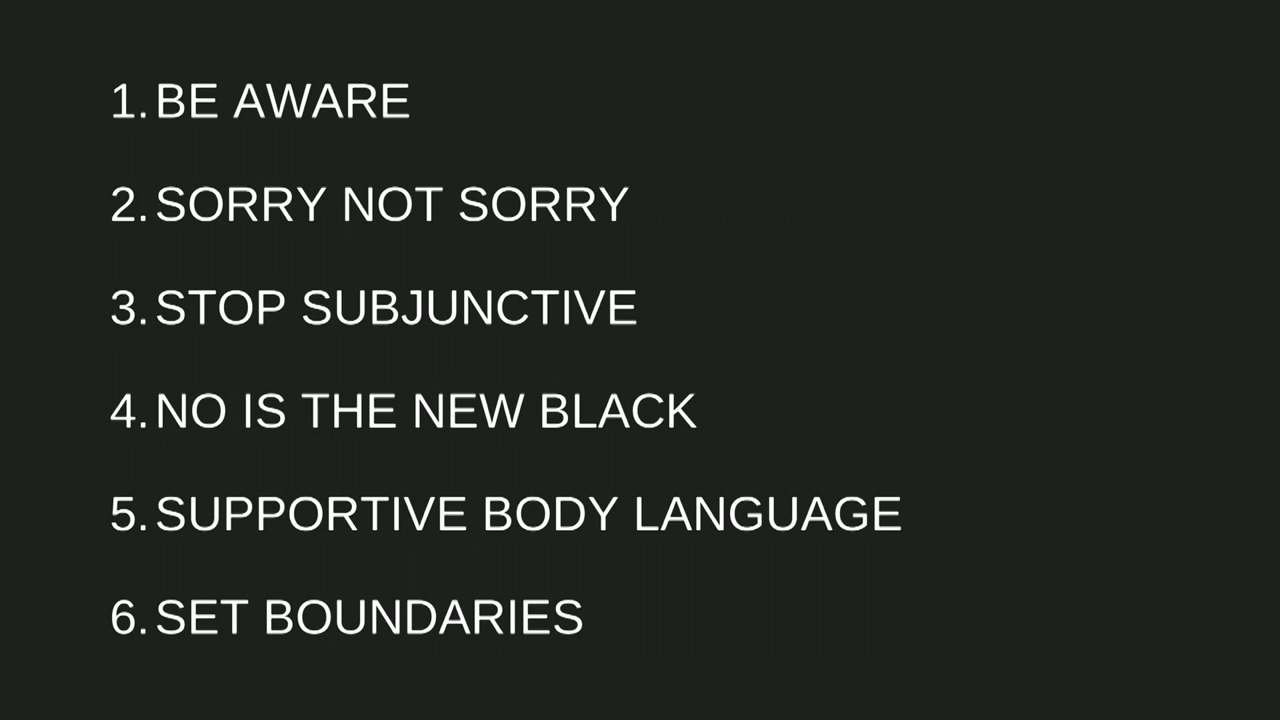 1. BE AWARE
2. SORRY NOT SORRY
3. STOP SUBJUNCTIVE
4. NO IS THE NEW BLACK
5. SUPPORTIVE BODY LANGUAGE
6. SET BOUNDARIES